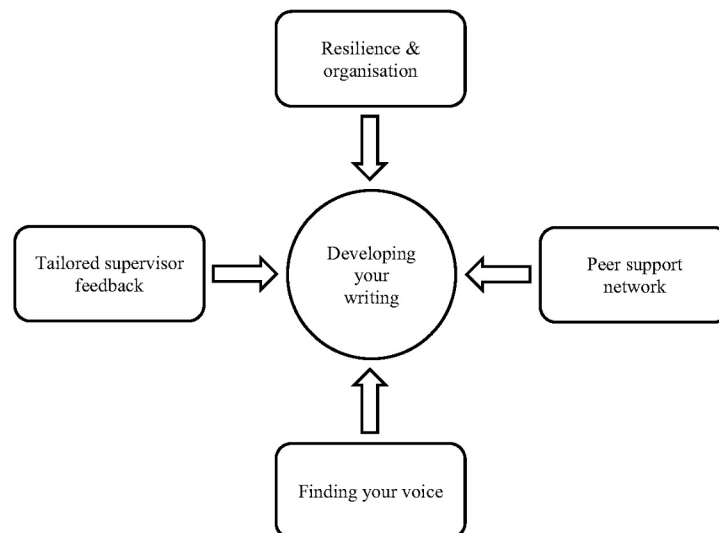 Resilience &
organisation
Tailored supervisor
feedback
Developing
your
writing
Peer support
network
Finding your voice